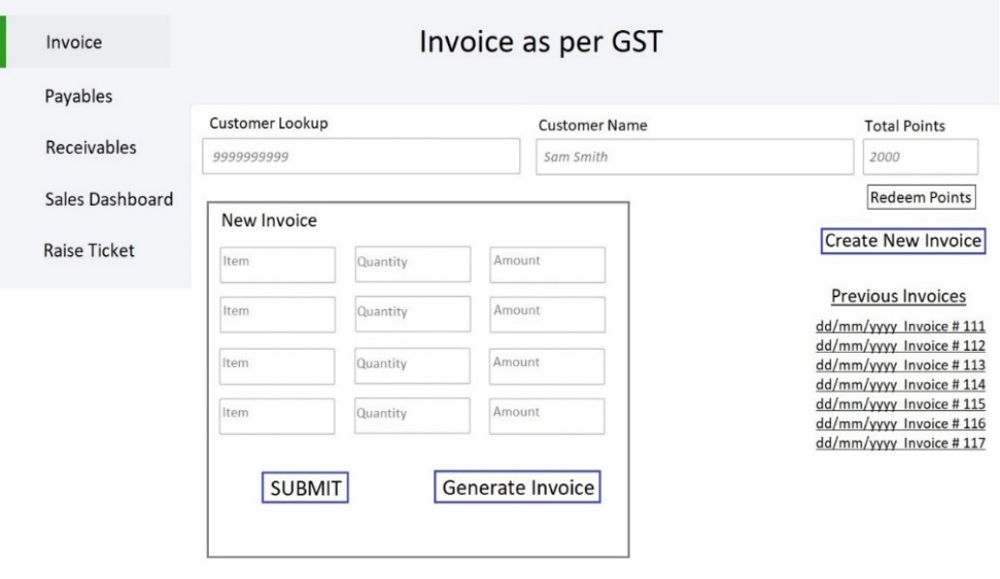 Invoice
Payables
Receivables
Sales Dashboard
Raise Ticket
Invoice as per GST
Customer Lookup
9999999999
Customer Name
Sam Smith
Total Points
2000
Redeem Points
Create New Invoice
New Invoice
Item Quantity Amount
Item Quantity Amount
Item Quantity Amount
Item Quantity Amount
SUBMIT Generate Invoice
Previous Invoices
dd/mm/yyyy Invoice # 111
dd/mm/yyyy Invoice # 112
dd/mm/yyyy Invoice # 113
dd/mm/yyyy Invoice # 114
dd/mm/yyyy Invoice # 115
dd/mm/yyyy Invoice # 116
dd/mm/yyyy Invoice # 117